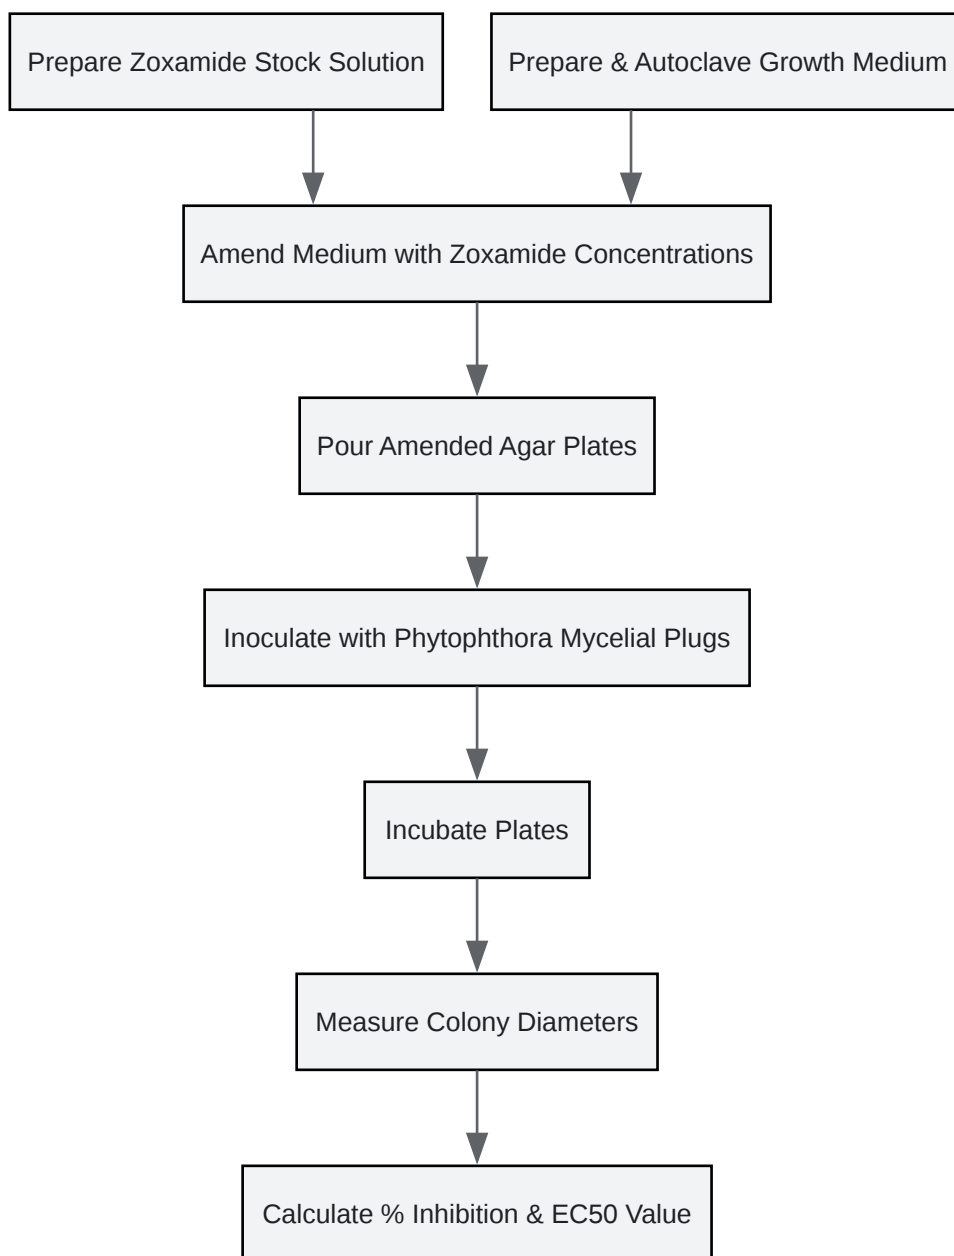 Prepare Zoxamide Stock Solution
Prepare & Autoclave Growth Medium
Amend Medium with Zoxamide Concentrations
Pour Amended Agar Plates
Inoculate with Phytophthora Mycelial Plugs
Incubate Plates
Measure Colony Diameters
Calculate % Inhibition & EC50 Value